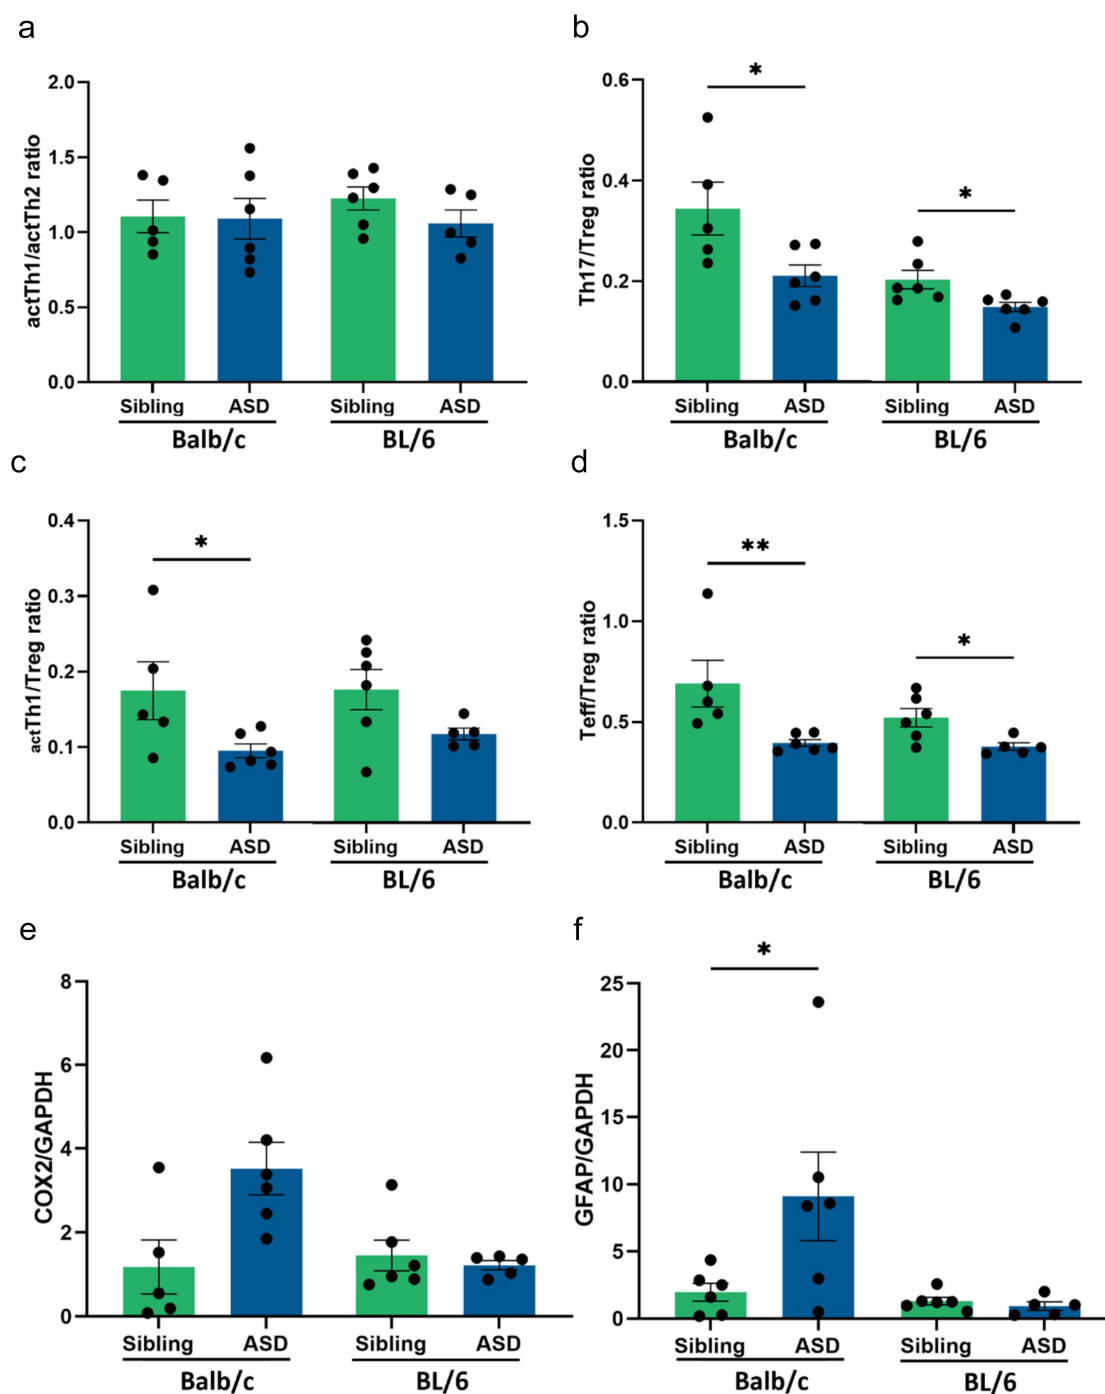 a
2.0
1.5
1.0
0.5
0.0
actTh1/actTh2 ratio
Sibling ASD Sibling ASD
Balb/c BL/6
b
0.6
0.4
0.2
0.0
Th17/Treg ratio
*
*
Sibling ASD Sibling ASD
Balb/c BL/6
c
0.4
0.3
0.2
0.1
0.0
actTh1/Treg ratio
*
Sibling ASD Sibling ASD
Balb/c BL/6
d
1.5
1.0
0.5
0.0
Teff/Treg ratio
**
*
Sibling ASD Sibling ASD
Balb/c BL/6
e
8
6
4
2
0
COX2/GAPDH
Sibling ASD Sibling ASD
Balb/c BL/6
f
25
20
15
10
5
0
GFAP/GAPDH
*
Sibling ASD Sibling ASD
Balb/c BL/6